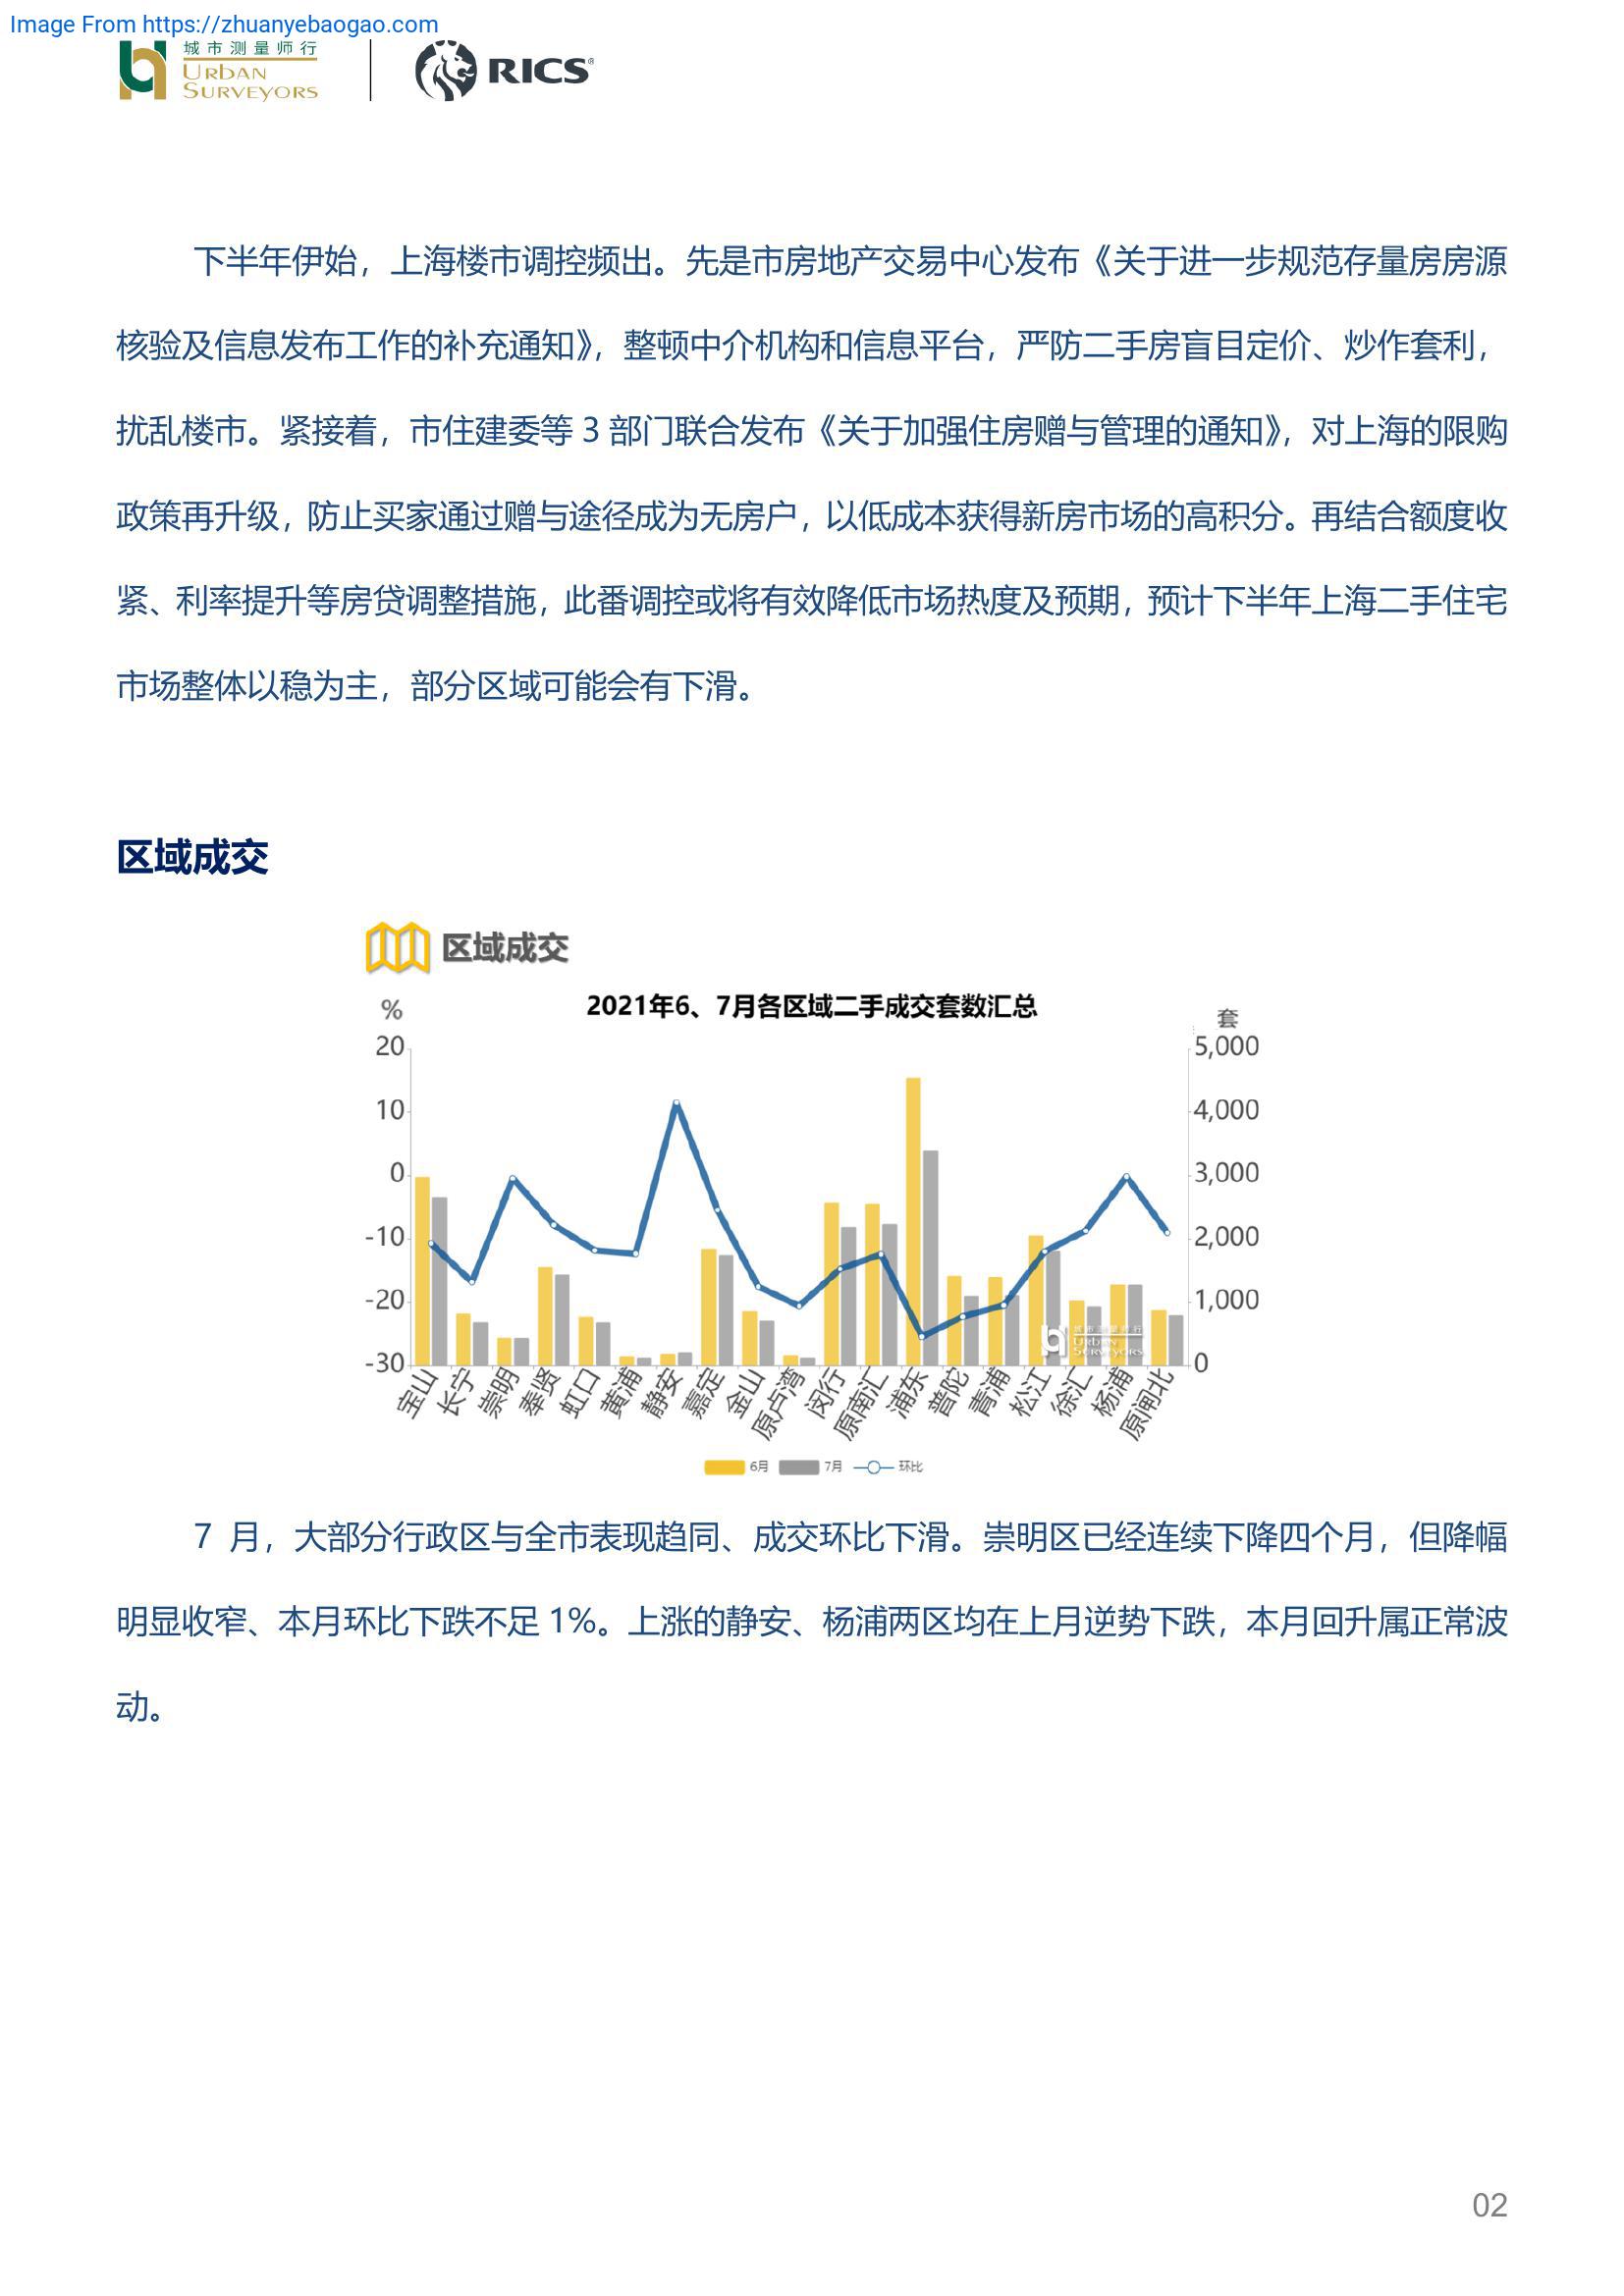 Image From https://zhuanyebaogao.com
城市测量师行
URBAN
SURVEYORS
RICS®
下半年伊始，上海楼市调控频出。先是市房地产交易中心发布《关于进一步规范存量房房源
核验及信息发布工作的补充通知》，整顿中介机构和信息平台，严防二手房盲目定价、炒作套利，
扰乱楼市。紧接着，市住建委等 3 部门联合发布《关于加强住房赠与管理的通知》，对上海的限购
政策再升级，防止买家通过赠与途径成为无房户，以低成本获得新房市场的高积分。再结合额度收
紧、利率提升等房贷调整措施，此番调控或将有效降低市场热度及预期，预计下半年上海二手住宅
市场整体以稳为主，部分区域可能会有下滑。
区域成交
区域成交
2021年6、7月各区域二手成交套数汇总
%
套
20
10
0
-10
-20
-30
5,000
4,000
3,000
2,000
1,000
0
城市测量师行
URBAN
SURVEYORS
宝山
长宁
崇明
奉贤
虹口
黄浦
静安
嘉定
金山
原卢湾
闵行
原南汇
浦东
普陀
青浦
松江
徐汇
杨浦
原闸北
6月 7月 环比
7 月，大部分行政区与全市表现趋同、成交环比下滑。崇明区已经连续下降四个月，但降幅
明显收窄、本月环比下跌不足 1%。上涨的静安、杨浦两区均在上月逆势下跌，本月回升属正常波
动。
02